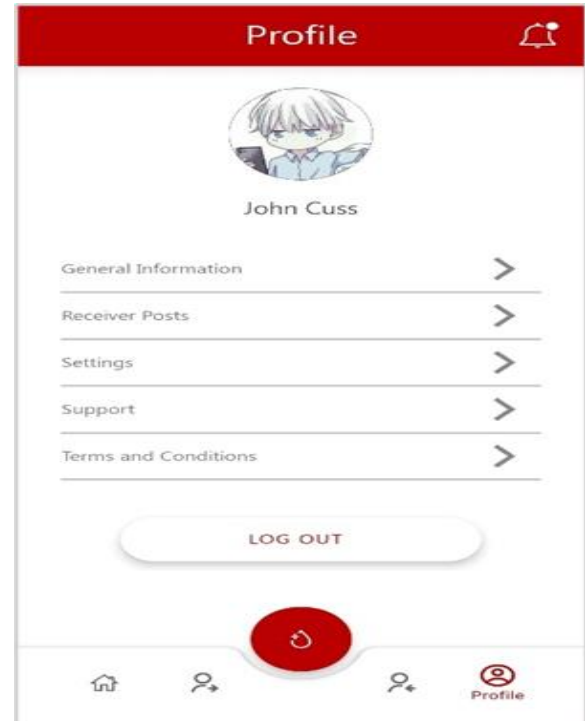 Profile
John Cuss
General Information
Receiver Posts
Settings
Support
Terms and Conditions
LOG OUT
Profile